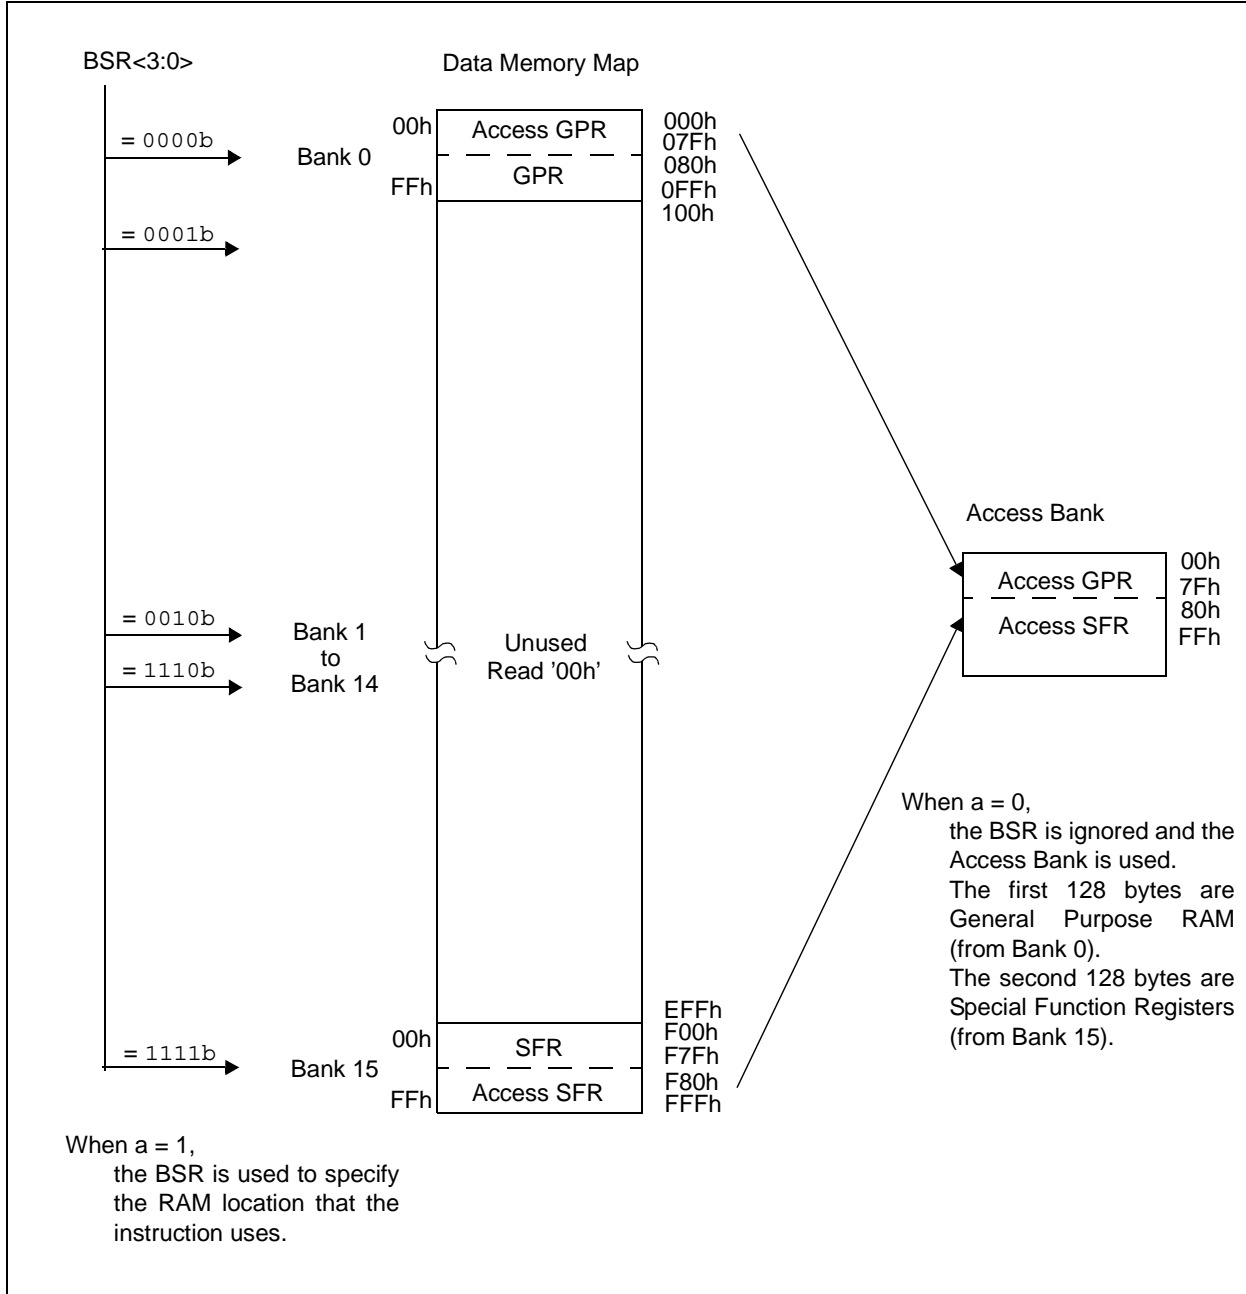 BSR<3:0>
Data Memory Map
= 0000b
Bank 0
00h
Access GPR
000h
07Fh
GPR
080h
FFh
0FFh
100h
= 0001b
Access Bank
Access GPR
00h
7Fh
Access SFR
80h
FFh
= 0010b
Bank 1
to
Bank 14
= 1110b
Unused
Read '00h'
When a = 0,
the BSR is ignored and the
Access Bank is used.
The first 128 bytes are
General Purpose RAM
(from Bank 0).
The second 128 bytes are
Special Function Registers
(from Bank 15).
EFFh
= 1111b
Bank 15
00h
SFR
F00h
F7Fh
FFh
Access SFR
F80h
FFFh
When a = 1,
the BSR is used to specify
the RAM location that the
instruction uses.